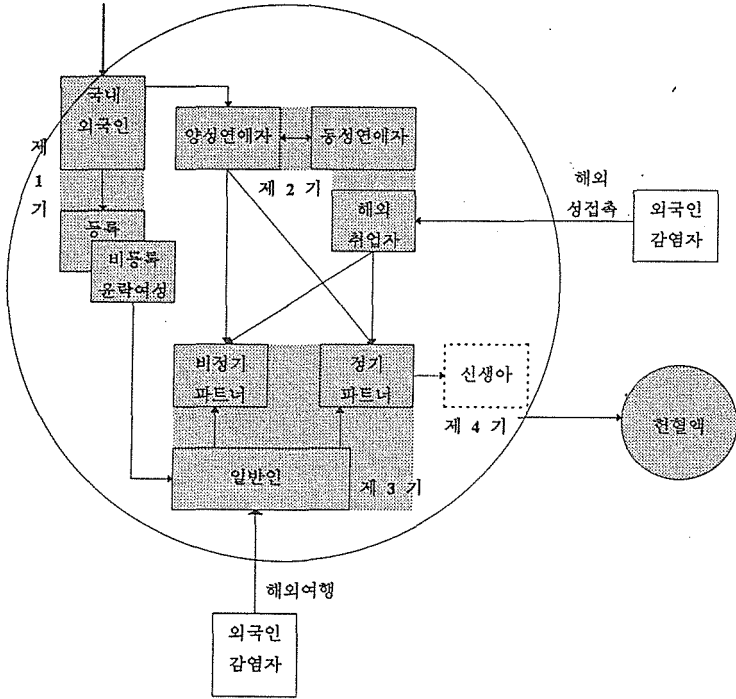 국내
외국인
제
1
기
양성연애자
동성연애자
제 2 기
해외
취업자
해외
성접촉
외국인
감염자
등록
비등록
윤락여성
비정기
파트너
정기
파트너
신생아
제 4 기
헌혈액
일반인
제 3 기
해외여행
외국인
감염자